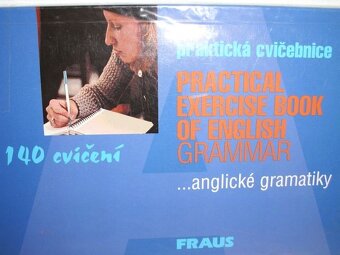 praktická cvičebnice
PRACTICAL
EXERCISE BOOK
OF ENGLISH
GRAMMAR
140 cvičení
...anglické gramatiky
FRAUS